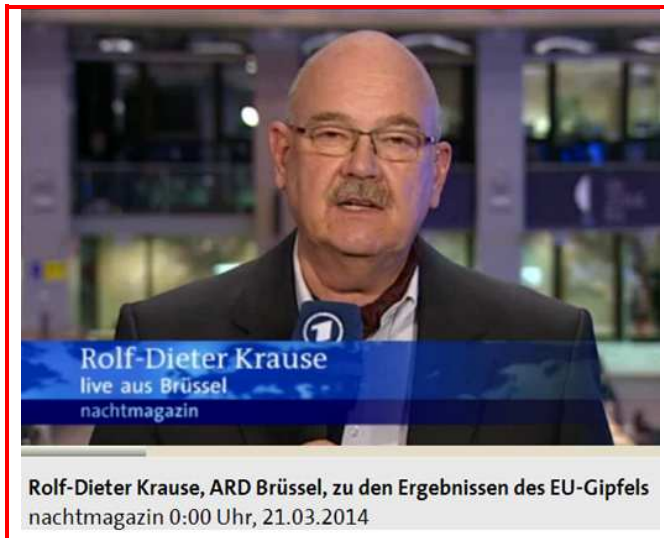 1
Rolf-Dieter Krause
live aus Brüssel
nachtmagazin
Rolf-Dieter Krause, ARD Brüssel, zu den Ergebnissen des EU-Gipfels
nachtmagazin 0:00 Uhr, 21.03.2014